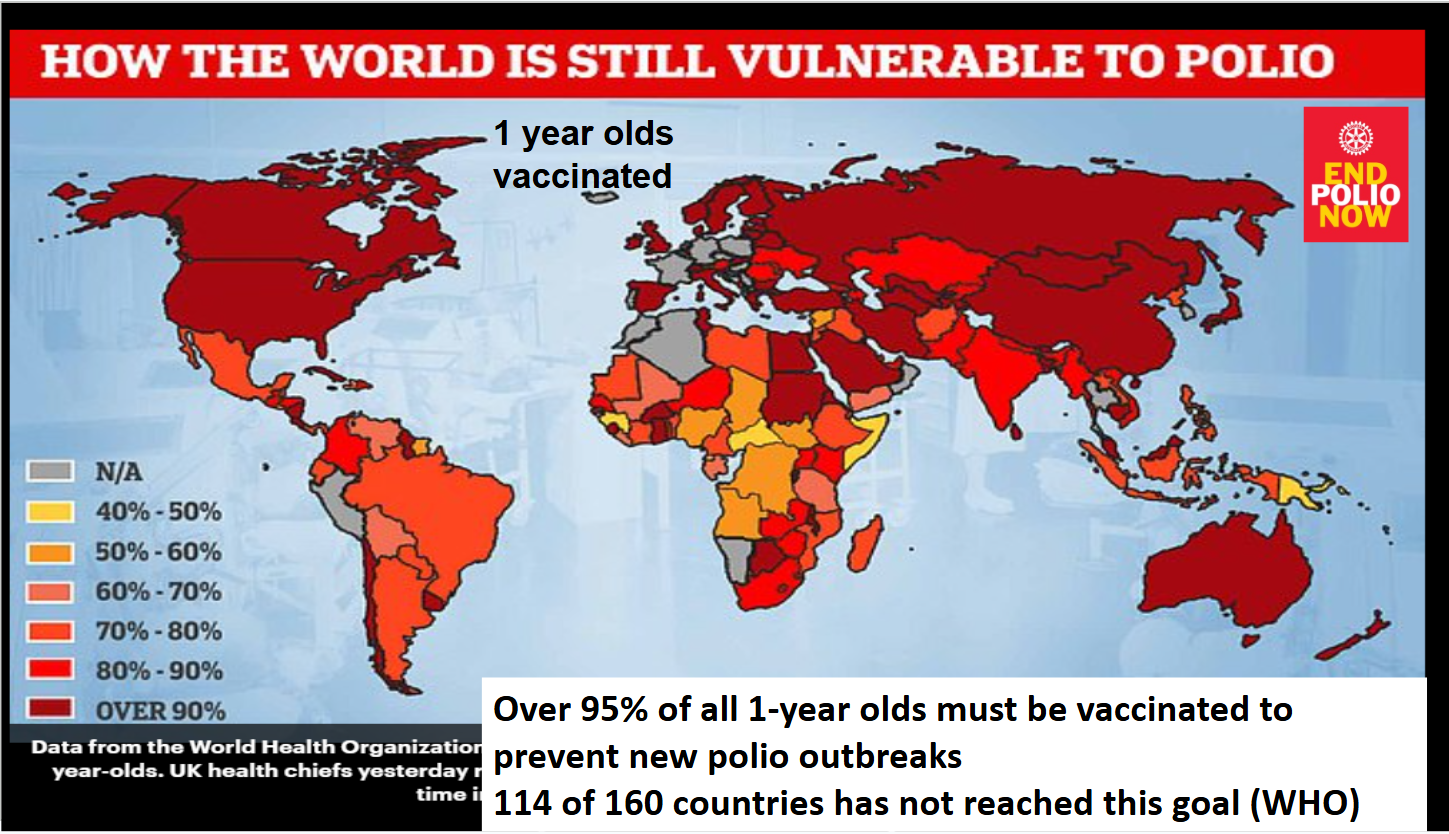 HOW THE WORLD IS STILL VULNERABLE TO POLIO
1 year olds
vaccinated
END
POLIO
NOW
N/A
40% - 50%
50% - 60%
60% - 70%
70% - 80%
80% - 90%
OVER 90%
Data from the World Health Organization
year-olds. UK health chiefs yesterday
time
Over 95% of all 1-year olds must be vaccinated to
prevent new polio outbreaks
114 of 160 countries has not reached this goal (WHO)